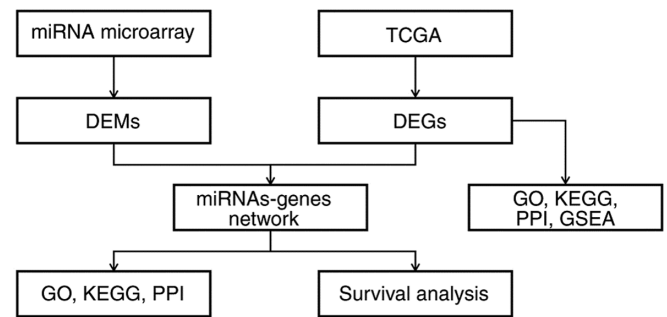 miRNA microarray
TCGA
DEMs
DEGs
miRNAs-genes
network
GO, KEGG,
PPI, GSEA
GO, KEGG, PPI
Survival analysis